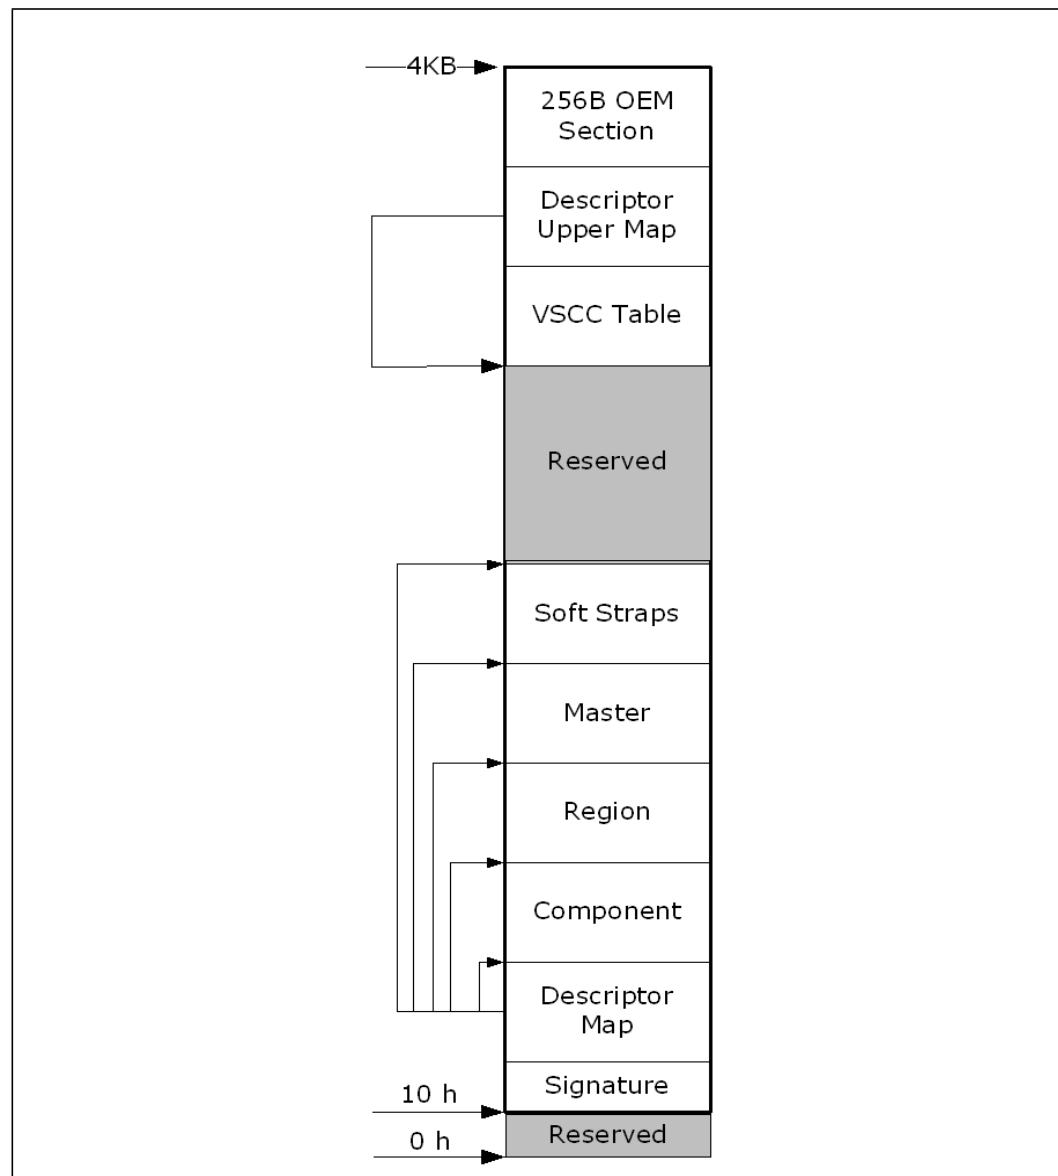 4KB
256B OEM
Section
Descriptor
Upper Map
VSCC Table
Reserved
Soft Straps
Master
Region
Component
Descriptor
Map
Signature
10 h
Reserved
0 h